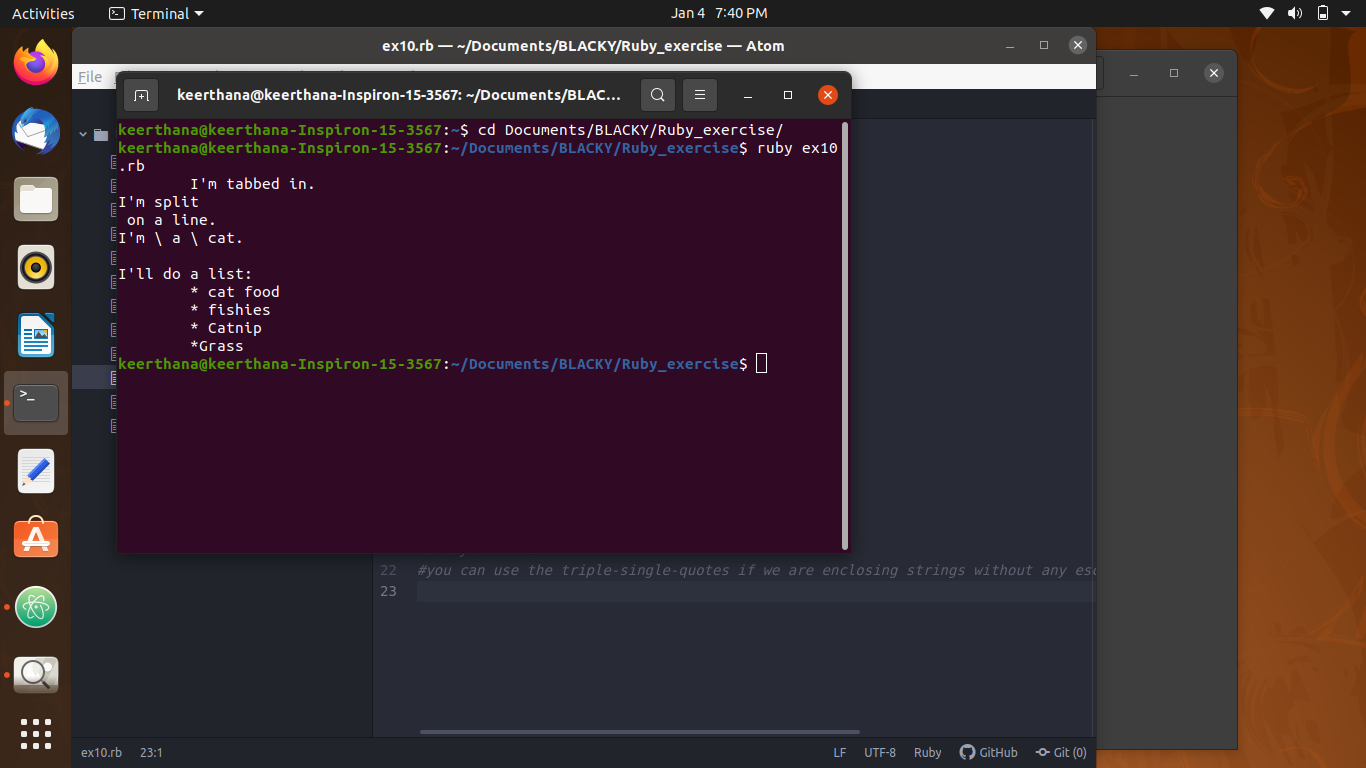 Activities
Terminal
Jan 4 7:40 PM
ex10.rb — ~/Documents/BLACKY/Ruby_exercise — Atom
File
keerthana@keerthana-Inspiron-15-3567: ~/Documents/BLAC...
keerthana@keerthana-Inspiron-15-3567:~$ cd Documents/BLACKY/Ruby_exercise/
keerthana@keerthana-Inspiron-15-3567:~/Documents/BLACKY/Ruby_exercise$ ruby ex10
.rb
        I'm tabbed in.
I'm split
 on a line.
I'm \ a \ cat.
I'll do a list:
        * cat food
        * fishies
        * Catnip
        *Grass
keerthana@keerthana-Inspiron-15-3567:~/Documents/BLACKY/Ruby_exercise$
22 #you can use the triple-single-quotes if we are enclosing strings without any
23
ex10.rb 23:1 LF UTF-8 Ruby GitHub Git (0)